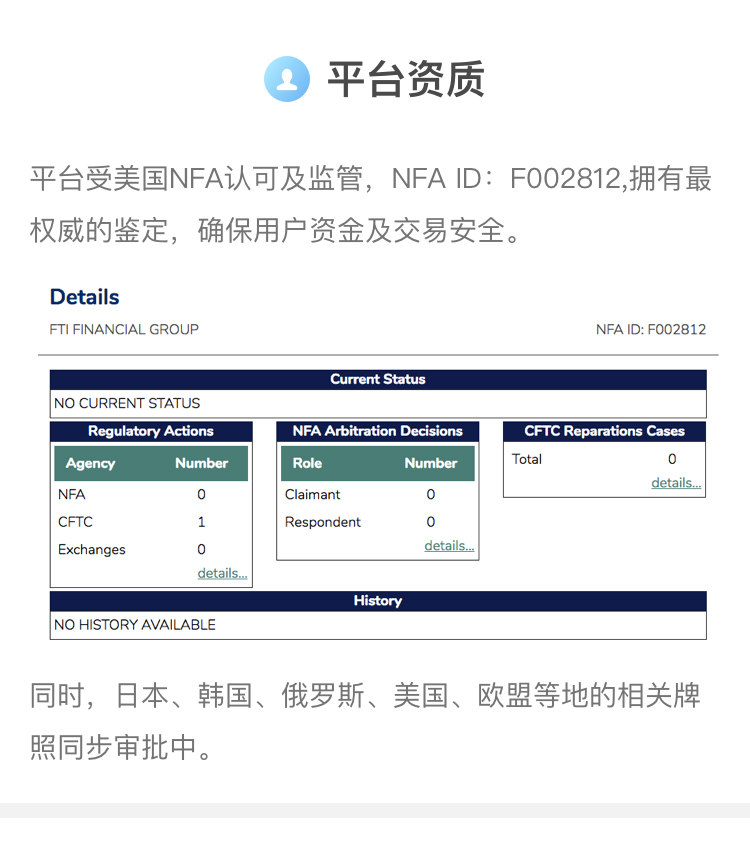 平台资质
平台受美国NFA认可及监管，NFA ID：F002812,拥有最
权威的鉴定，确保用户资金及交易安全。
Details
FTI FINANCIAL GROUP NFA ID: F002812
Current Status
NO CURRENT STATUS
Regulatory Actions NFA Arbitration Decisions CFTC Reparations Cases
Agency Number Role Number Total 0
NFA 0 Claimant 0 details...
CFTC 1 Respondent 0
Exchanges 0 details...
details...
History
NO HISTORY AVAILABLE
同时，日本、韩国、俄罗斯、美国、欧盟等地的相关牌
照同步审批中。